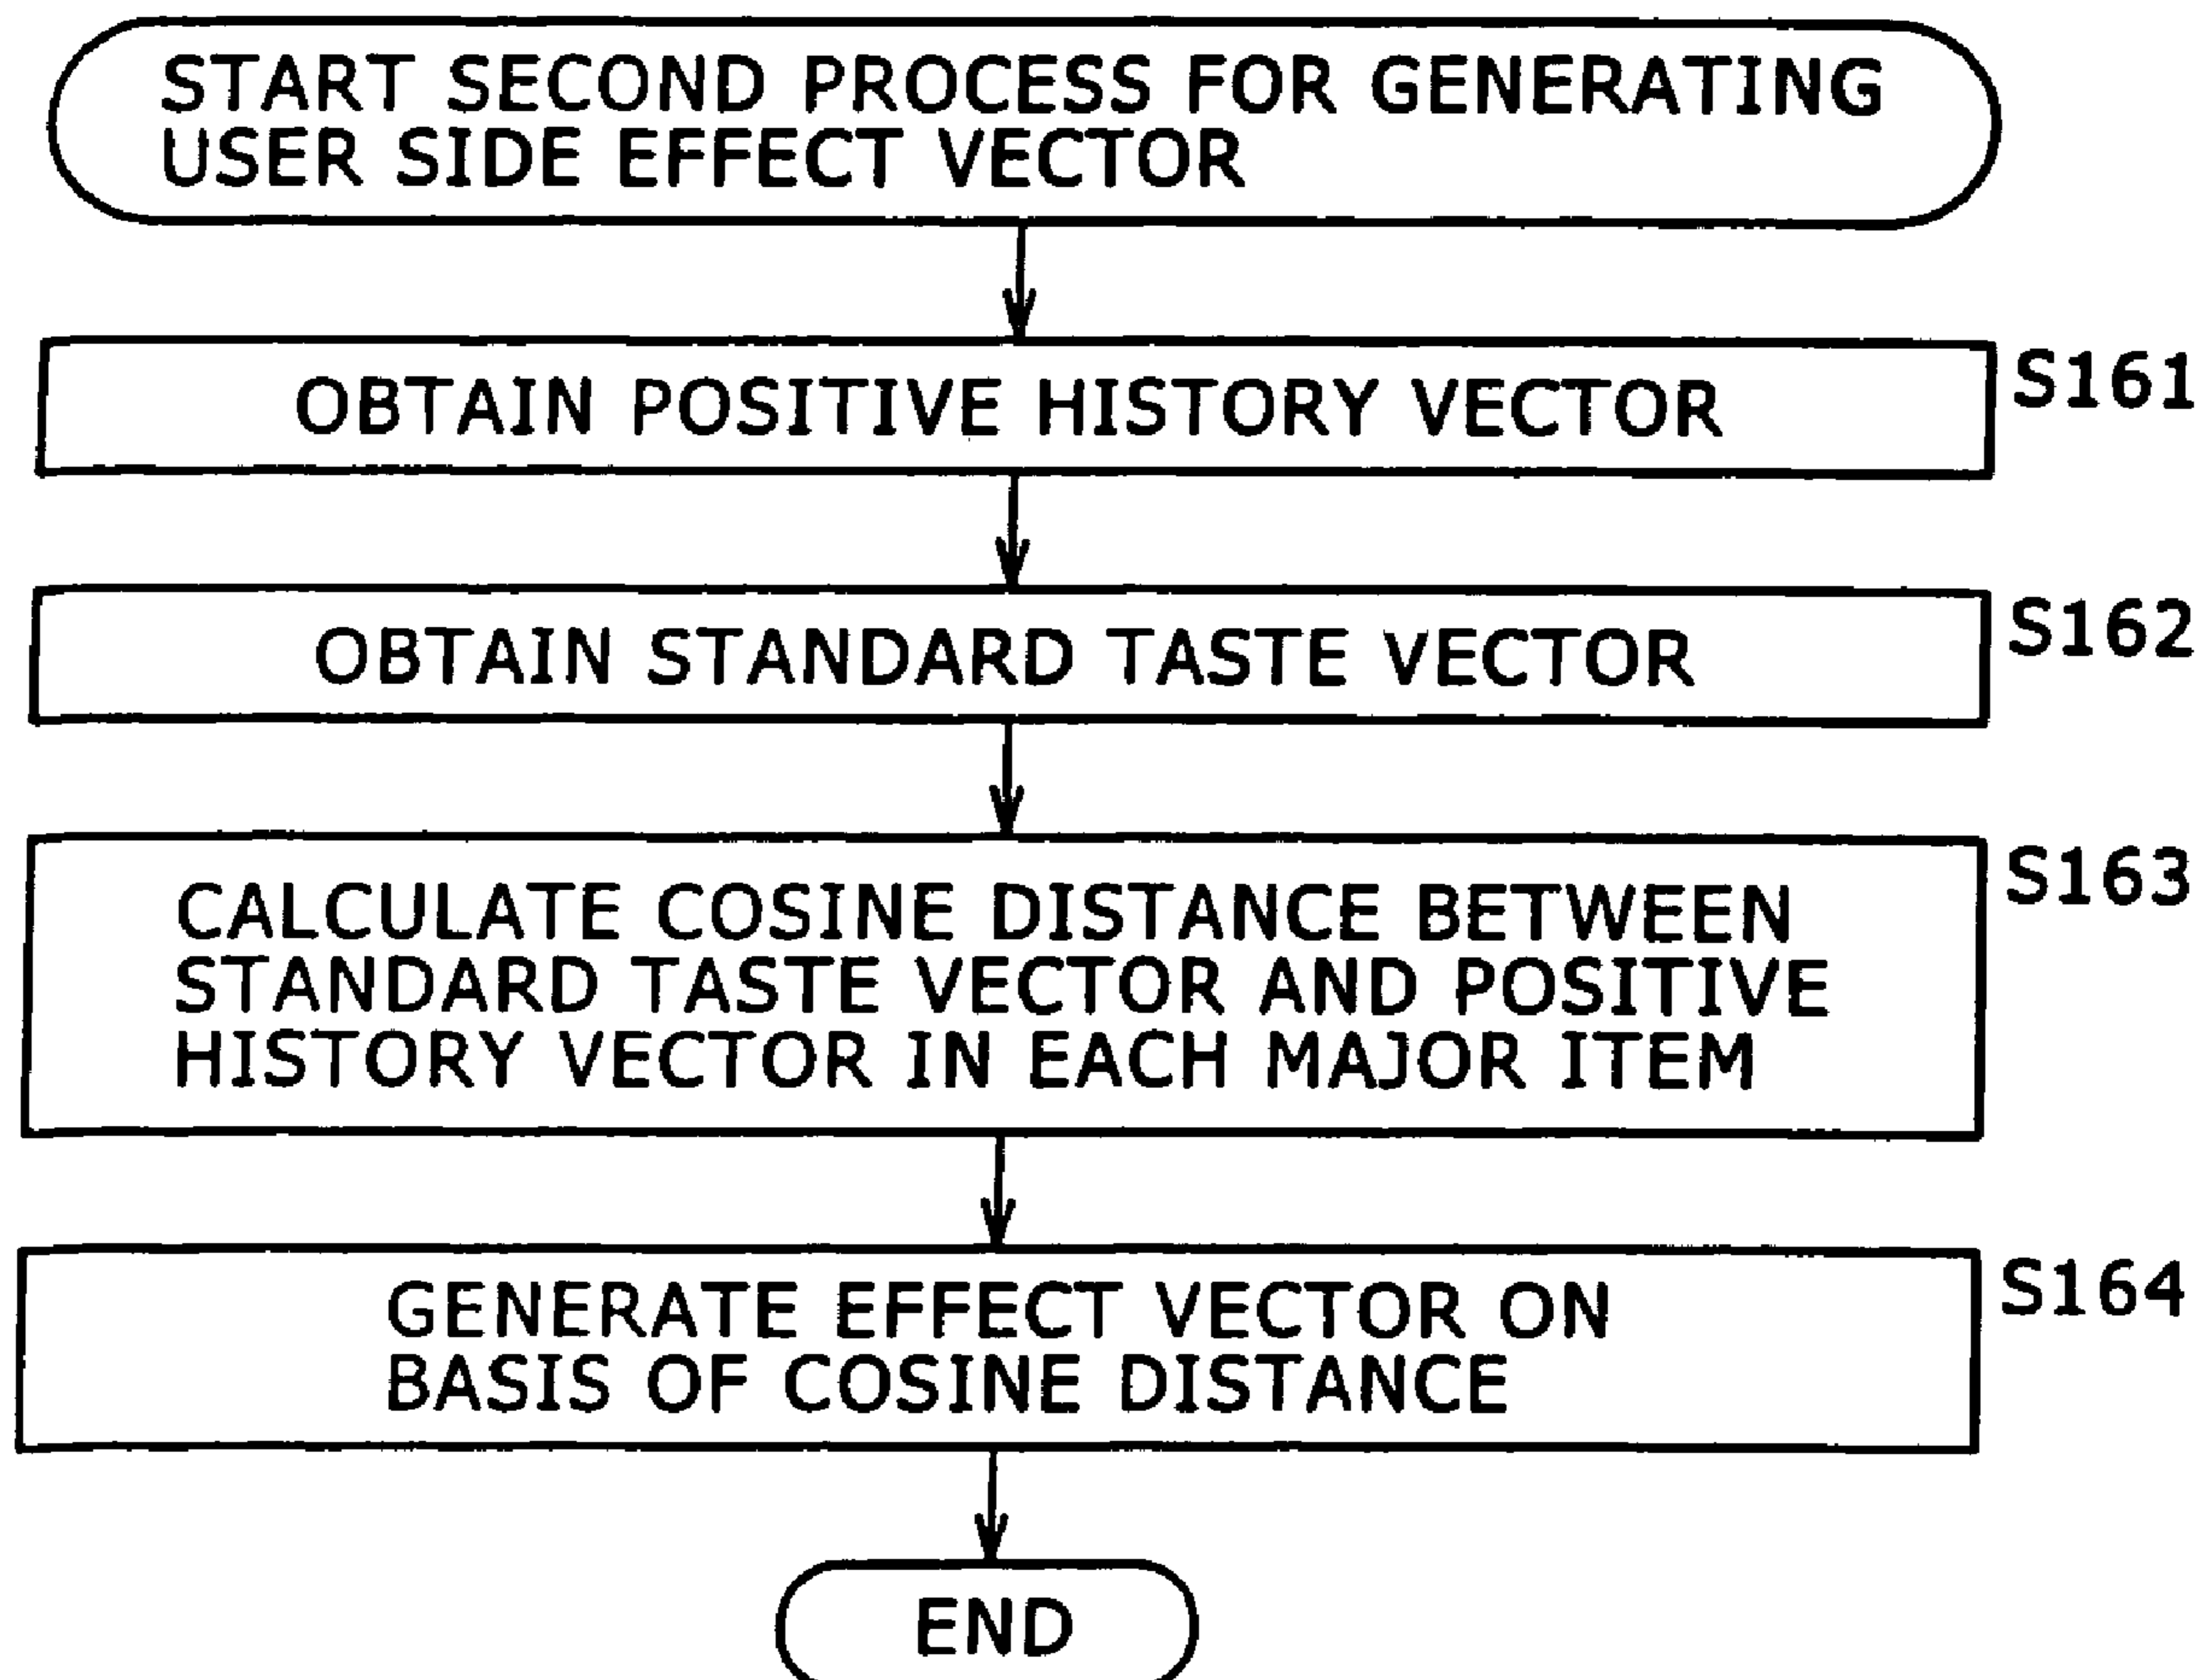 START SECOND PROCESS FOR GENERATING
USER SIDE EFFECT VECTOR
OBTAIN POSITIVE HISTORY VECTOR
S161
OBTAIN STANDARD TASTE VECTOR
S162
CALCULATE COSINE DISTANCE BETWEEN
STANDARD TASTE VECTOR AND POSITIVE
HISTORY VECTOR IN EACH MAJOR ITEM
S163
GENERATE EFFECT VECTOR ON
BASIS OF COSINE DISTANCE
S164
END